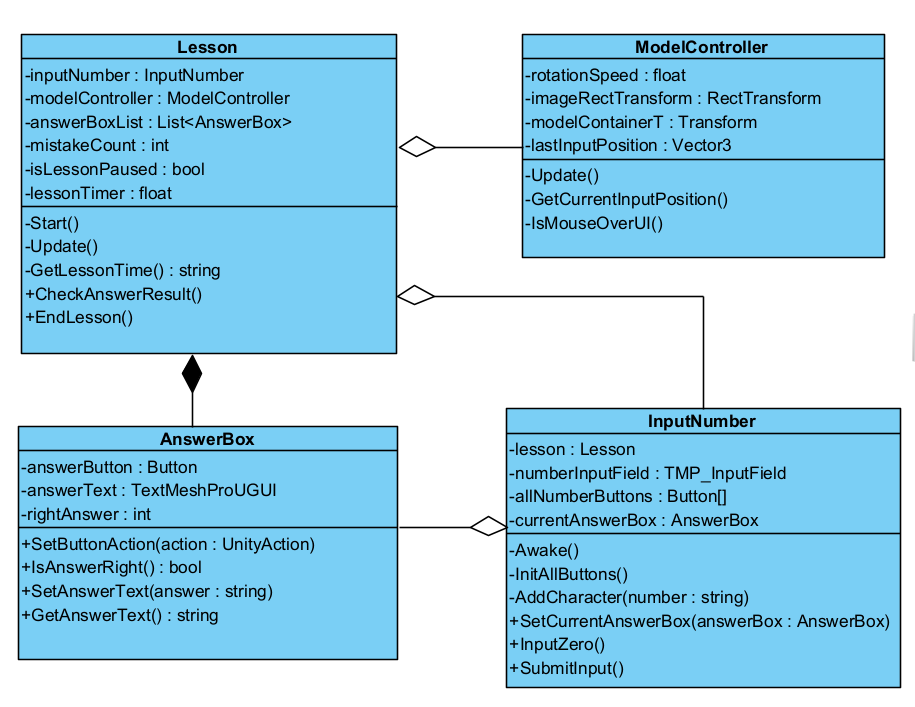 Lesson
-inputNumber : InputNumber
-modelController : ModelController
-answerBoxList : List<AnswerBox>
-mistakeCount : int
-isLessonPaused : bool
-lessonTimer : float
-Start()
-Update()
-GetLessonTime() : string
+CheckAnswerResult()
+EndLesson()
ModelController
-rotationSpeed : float
-imageRectTransform : RectTransform
-modelContainerT : Transform
-lastInputPosition : Vector3
-Update()
-GetCurrentInputPosition()
-IsMouseOverUI()
AnswerBox
-answerButton : Button
-answerText : TextMeshProUGUI
-rightAnswer : int
+SetButtonAction(action : UnityAction)
+IsAnswerRight() : bool
+SetAnswerText(answer : string)
+GetAnswerText() : string
InputNumber
-lesson : Lesson
-numberInputField : TMP_InputField
-allNumberButtons : Button[]
-currentAnswerBox : AnswerBox
-Awake()
-InitAllButtons()
-AddCharacter(number : string)
+SetCurrentAnswerBox(answerBox : AnswerBox)
+InputZero()
+SubmitInput()